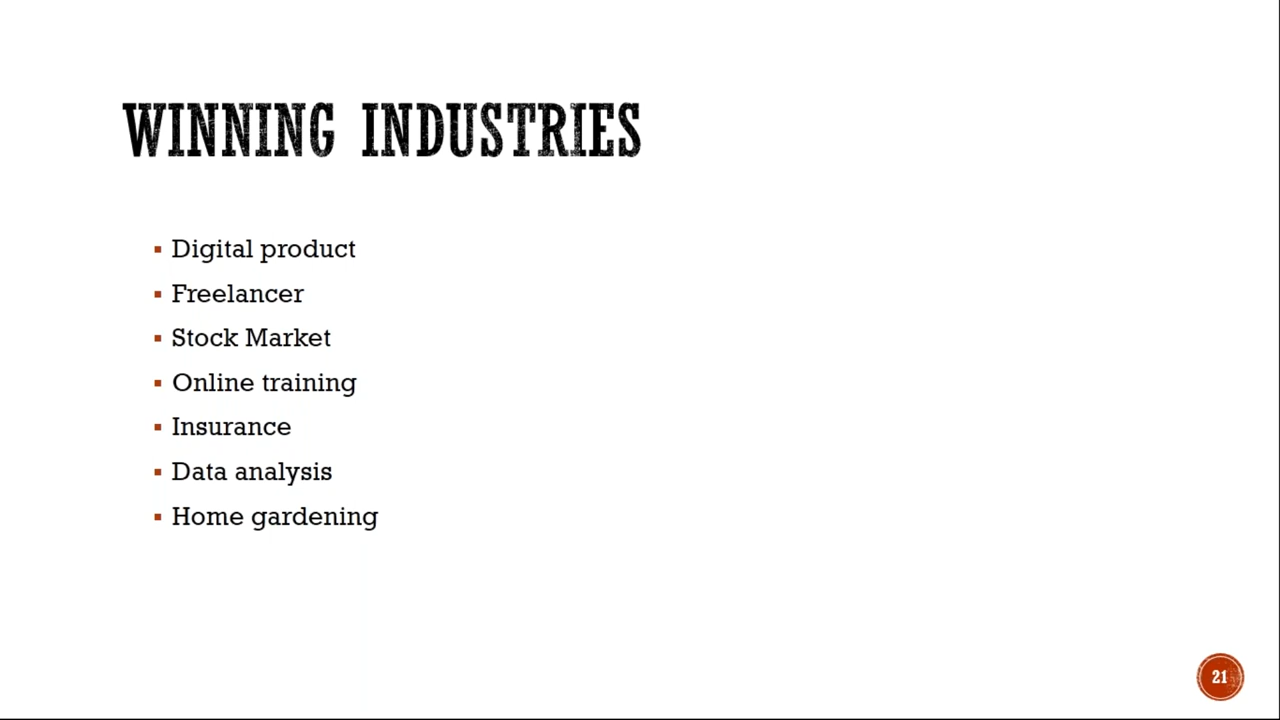 WINNING INDUSTRIES
▪ Digital product
▪ Freelancer
▪ Stock Market
▪ Online training
▪ Insurance
▪ Data analysis
▪ Home gardening
21